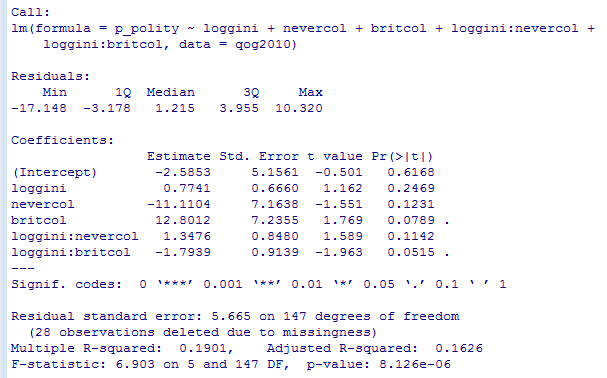 Call:
lm(formula = p_polity ~ loggini + nevercol + britcol + loggini:nevercol +
    loggini:britcol, data = qog2010)
Residuals:
    Min      1Q  Median      3Q     Max
-17.148  -3.178   1.215   3.955  10.320
Coefficients:
                 Estimate Std. Error t value Pr(>|t|)
(Intercept)       -2.5853     5.1561  -0.501   0.6168
loggini            0.7741     0.6660   1.162   0.2469
nevercol         -11.1104     7.1638  -1.551   0.1231
britcol           12.8012     7.2355   1.769   0.0789 .
loggini:nevercol   1.3476     0.8480   1.589   0.1142
loggini:britcol   -1.7939     0.9139  -1.963   0.0515 .
---
Signif. codes:  0 ‘***’ 0.001 ‘**’ 0.01 ‘*’ 0.05 ‘.’ 0.1 ‘ ’ 1
Residual standard error: 5.665 on 147 degrees of freedom
  (28 observations deleted due to missingness)
Multiple R-squared:  0.1901,    Adjusted R-squared:  0.1626
F-statistic: 6.903 on 5 and 147 DF,  p-value: 8.126e-06